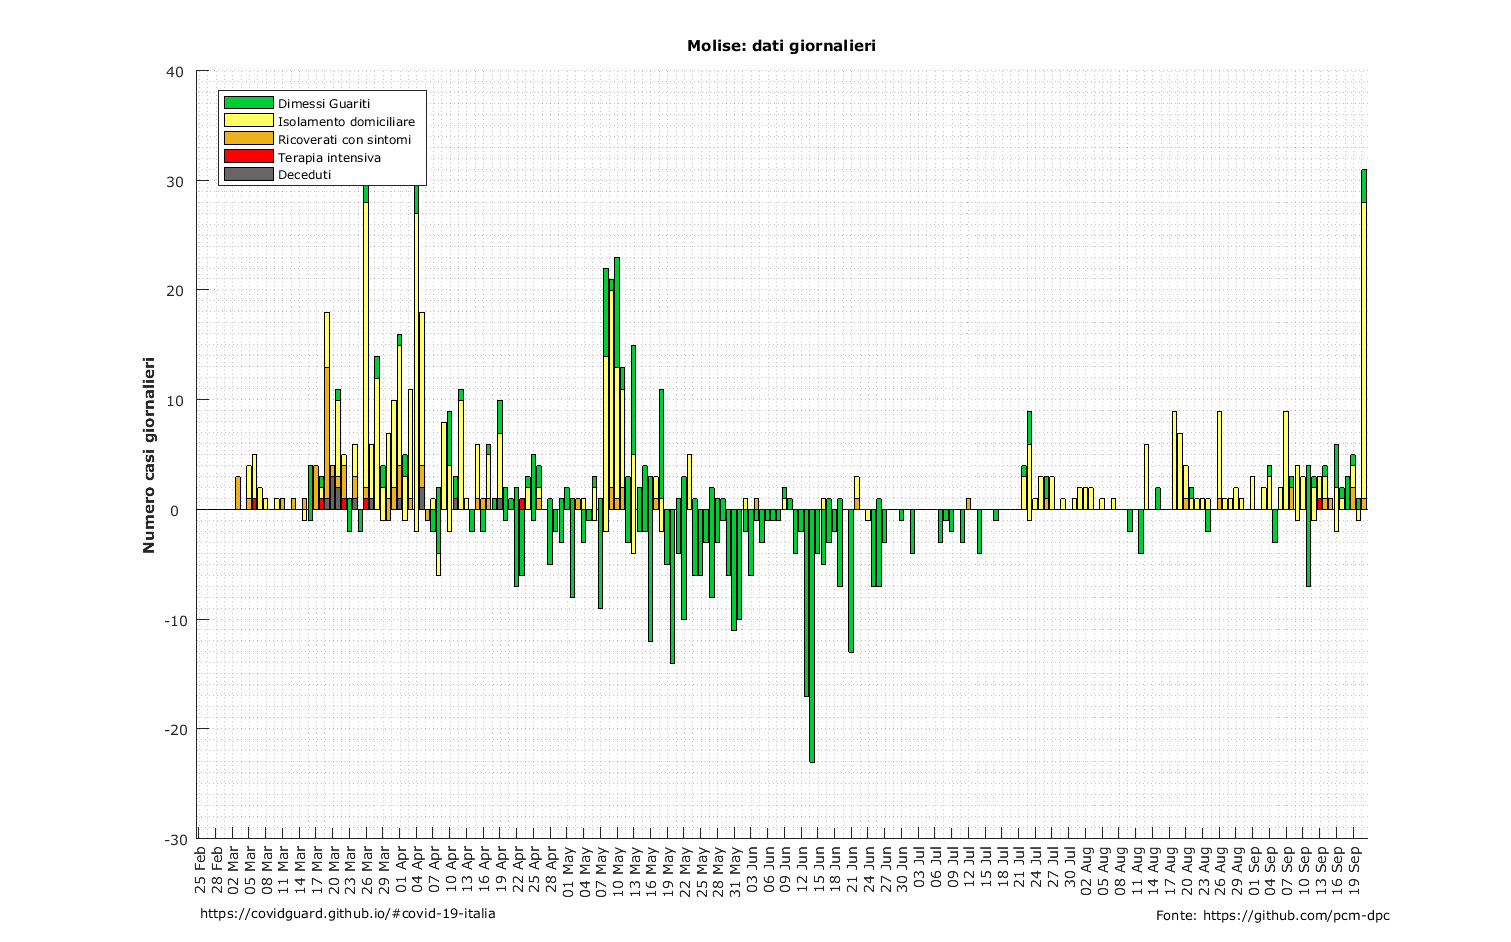 Molise: dati giornalieri
40
30
20
10
0
-10
-20
-30
Numero casi giornalieri
Dimessi Guariti
Isolamento domiciliare
Ricoverati con sintomi
Terapia intensiva
Deceduti
25 Feb
28 Feb
02 Mar
05 Mar
08 Mar
11 Mar
14 Mar
17 Mar
20 Mar
23 Mar
26 Mar
29 Mar
01 Apr
04 Apr
07 Apr
10 Apr
13 Apr
16 Apr
19 Apr
22 Apr
25 Apr
28 Apr
01 May
04 May
07 May
10 May
13 May
16 May
19 May
22 May
25 May
28 May
31 May
03 Jun
06 Jun
09 Jun
12 Jun
15 Jun
18 Jun
21 Jun
24 Jun
27 Jun
30 Jun
03 Jul
06 Jul
09 Jul
12 Jul
15 Jul
18 Jul
21 Jul
24 Jul
27 Jul
30 Jul
02 Aug
05 Aug
08 Aug
11 Aug
14 Aug
17 Aug
20 Aug
23 Aug
26 Aug
29 Aug
01 Sep
04 Sep
07 Sep
10 Sep
13 Sep
16 Sep
19 Sep
https://covidguard.github.io/#covid-19-italia
Fonte: https://github.com/pcm-dpc